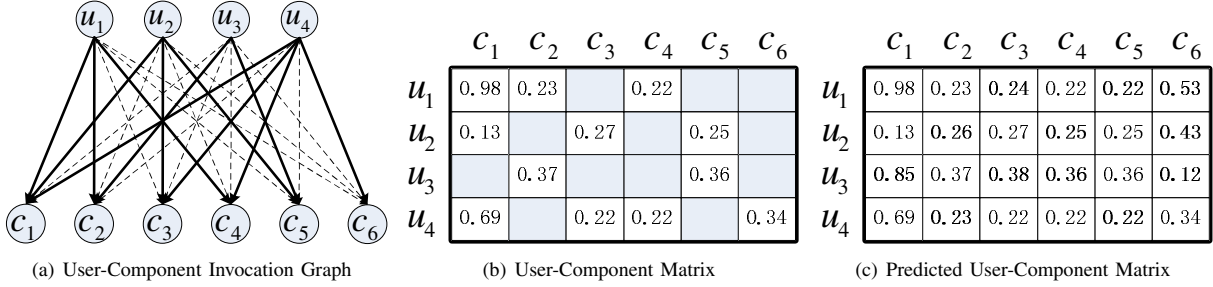 u1 u2 u3 u4
c1 c2 c3 c4 c5 c6
(a) User-Component Invocation Graph
c1 c2 c3 c4 c5 c6
u1 0.98 0.23 0.22
u2 0.13 0.27 0.25
u3 0.37 0.36
u4 0.69 0.22 0.22 0.34
(b) User-Component Matrix
c1 c2 c3 c4 c5 c6
u1 0.98 0.23 0.24 0.22 0.22 0.53
u2 0.13 0.26 0.27 0.25 0.25 0.43
u3 0.85 0.37 0.38 0.36 0.36 0.12
u4 0.69 0.23 0.22 0.22 0.22 0.34
(c) Predicted User-Component Matrix